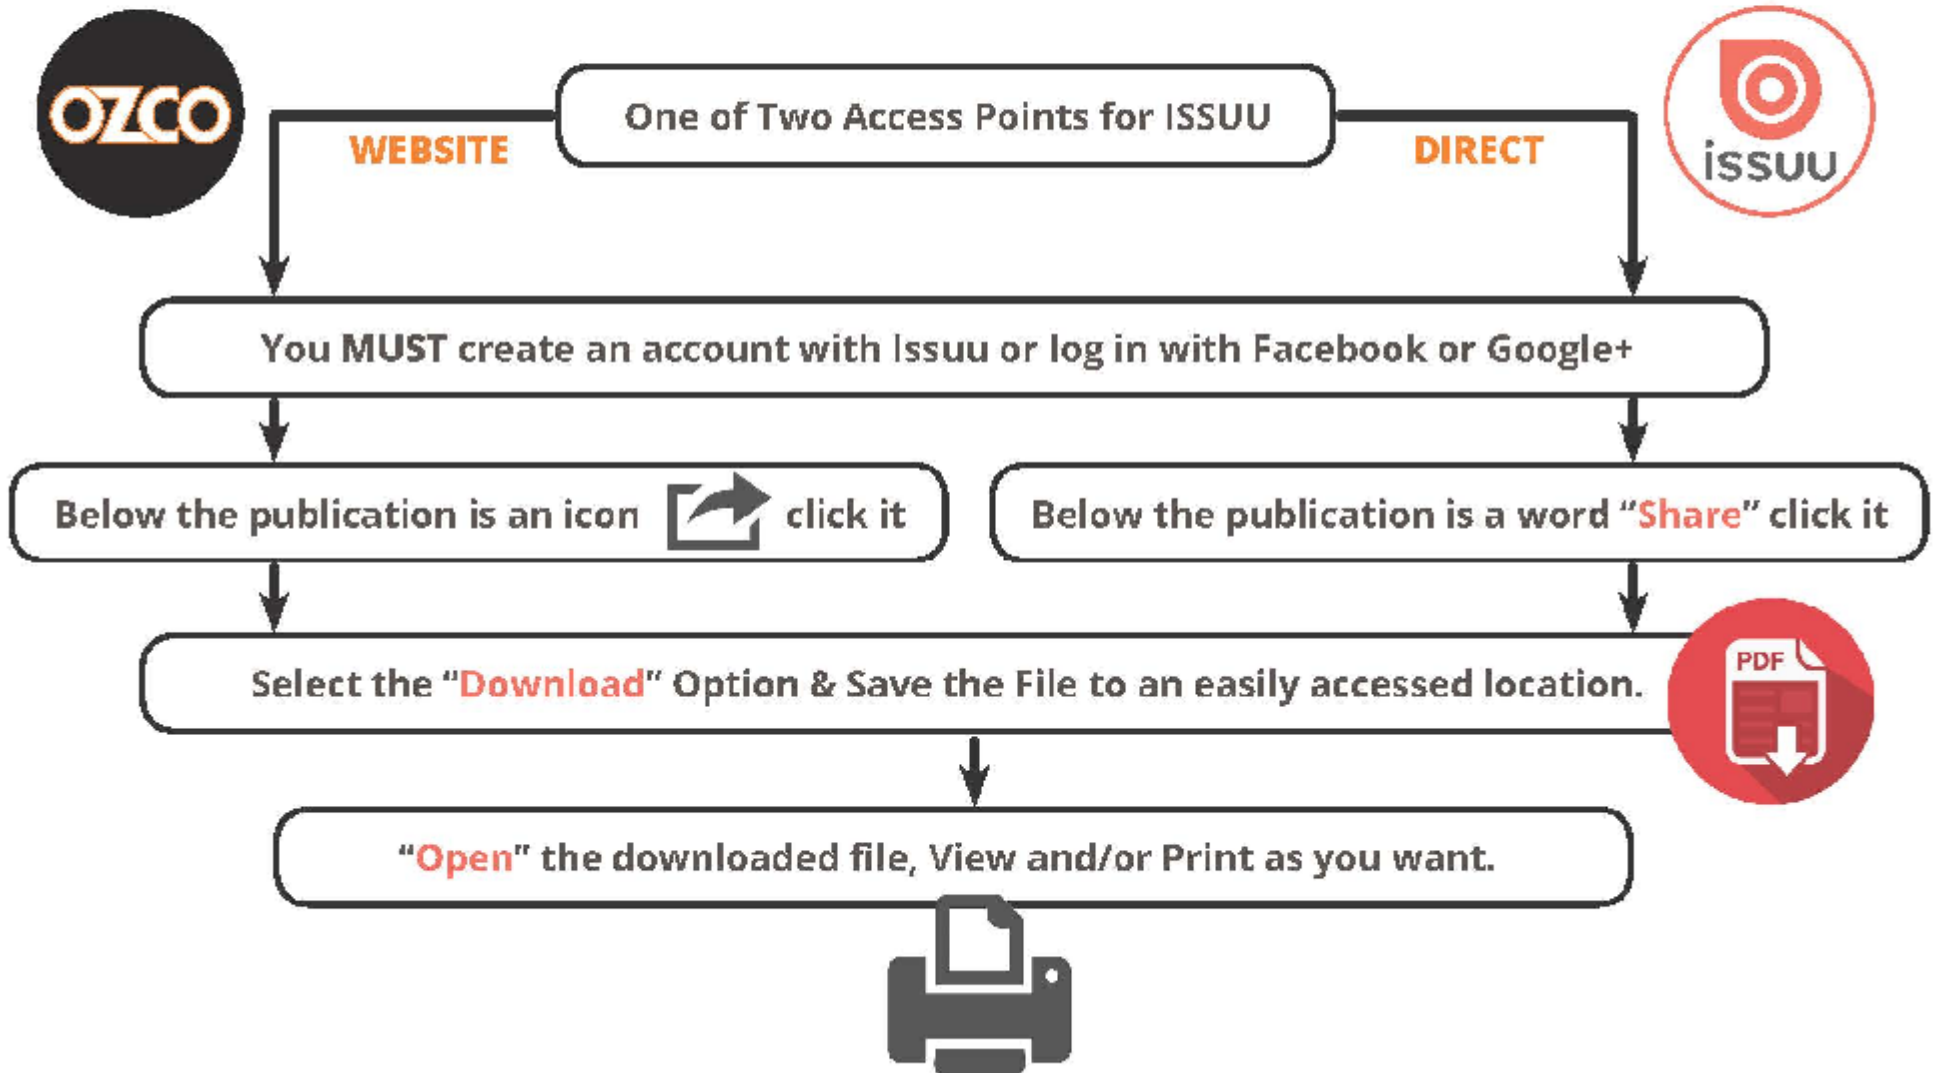 OZCO
One of Two Access Points for ISSUU
WEBSITE
DIRECT
issuu
You MUST create an account with Issuu or log in with Facebook or Google+
Below the publication is an icon click it
Below the publication is a word “Share” click it
Select the “Download” Option & Save the File to an easily accessed location.
PDF
“Open” the downloaded file, View and/or Print as you want.